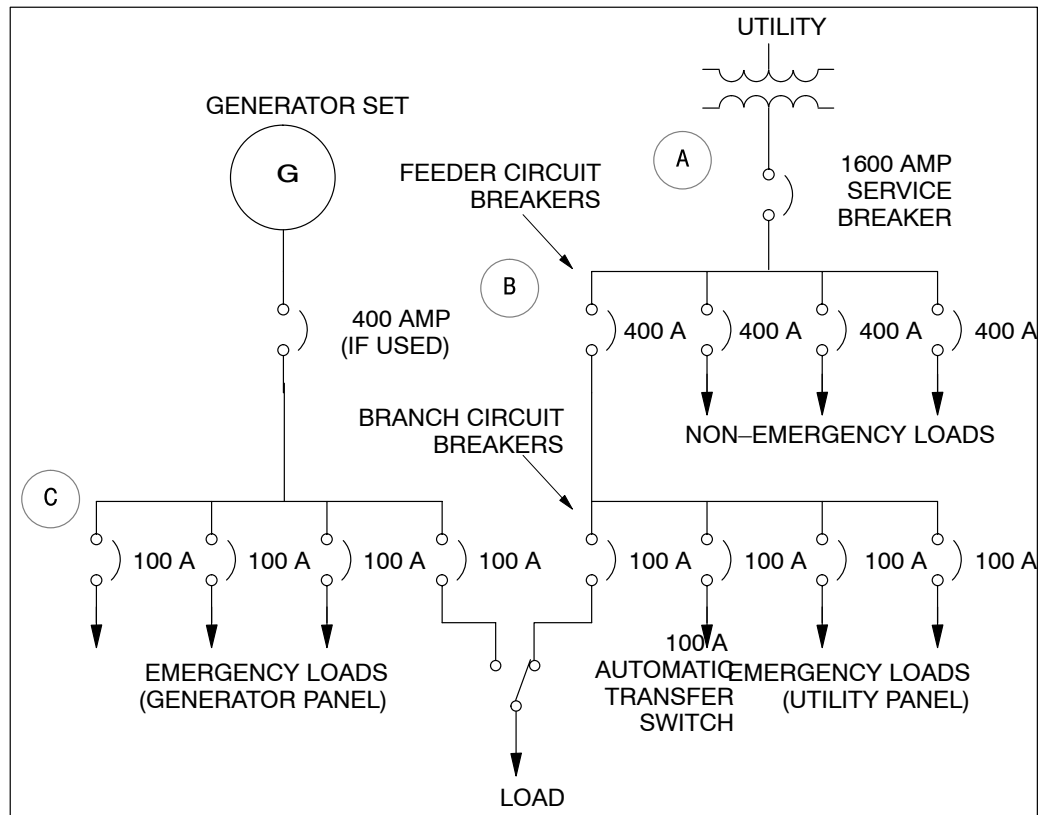 UTILITY
GENERATOR SET
G
A
1600 AMP
SERVICE
BREAKER
FEEDER CIRCUIT
BREAKERS
B
400 AMP
(IF USED)
400 A
400 A
400 A
400 A
BRANCH CIRCUIT
BREAKERS
NON–EMERGENCY LOADS
C
100 A
100 A
100 A
100 A
100 A
100 A
100 A
100 A
EMERGENCY LOADS
(GENERATOR PANEL)
100 A
AUTOMATIC
TRANSFER
SWITCH
EMERGENCY LOADS
(UTILITY PANEL)
LOAD